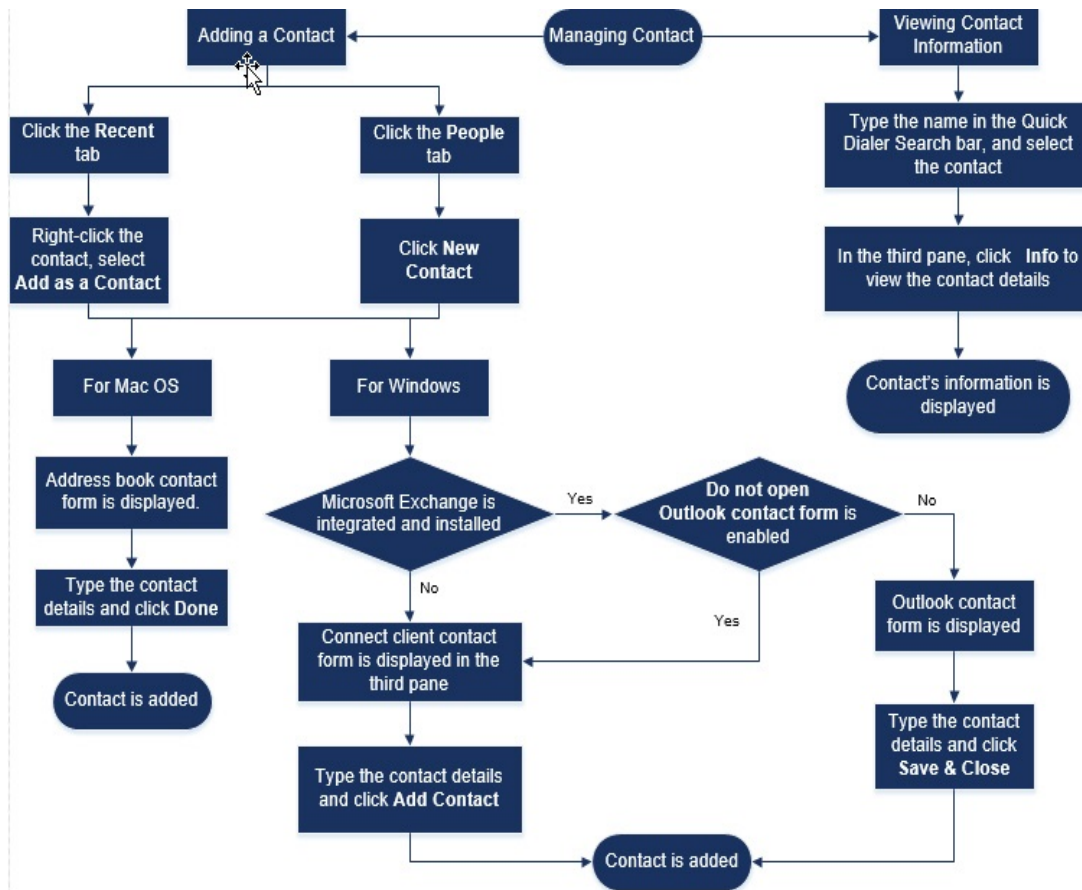 Adding a Contact
Managing Contact
Viewing Contact
Information
Click the Recent
tab
Click the People
tab
Type the name in the Quick
Dialer Search bar, and select
the contact
Right-click the
contact, select
Add as a Contact
Click New
Contact
In the third pane, click Info to
view the contact details
For Mac OS
For Windows
Contact's information is
displayed
Address book contact
form is displayed.
Microsoft Exchange is
integrated and installed
Yes
Do not open
Outlook contact form is
enabled
No
Type the contact
details and click Done
No
Yes
Outlook contact
form is displayed
Connect client contact
form is displayed in the
third pane
Contact is added
Type the contact
details and click
Save & Close
Type the contact details
and click Add Contact
Contact is added